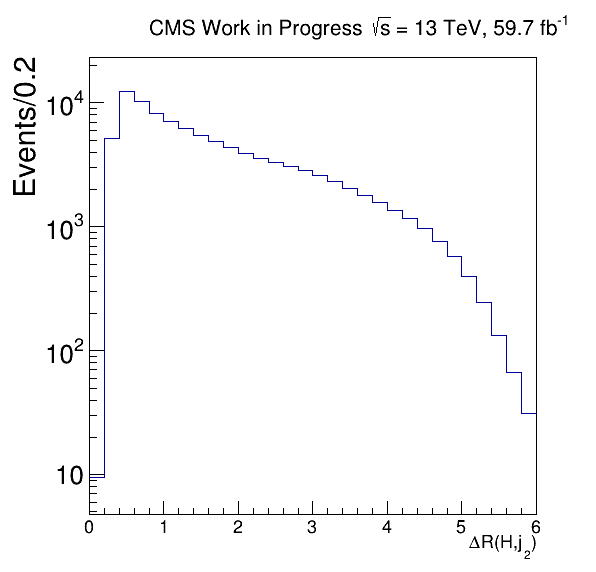 CMS Work in Progress √s = 13 TeV, 59.7 fb⁻¹
Events/0.2
10⁴
10³
10²
10
0 1 2 3 4 5 6
ΔR(H,j₂)